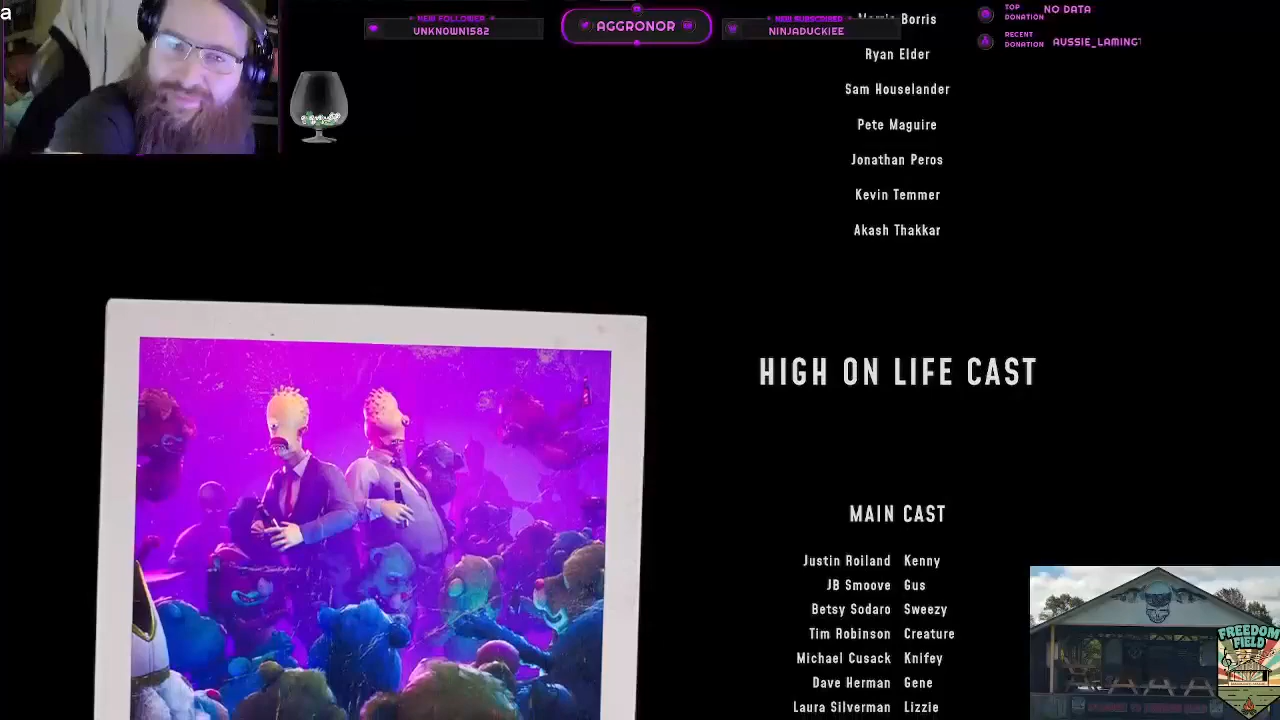 a
NEW FOLLOWER
UNKN0WN1582
AGGRONOR
NEW SUBSCRIBER
NINJADUCKIEE
TOP DONATION
NO DATA
RECENT DONATION
AUSSIE_LAMING
Borris
Ryan Elder
Sam Houselander
Pete Maguire
Jonathan Peros
Kevin Temmer
Akash Thakkar
HIGH ON LIFE CAST
MAIN CAST
Justin Roiland Kenny
JB Smoove Gus
Betsy Sodaro Sweezy
Tim Robinson Creature
Michael Cusack Knifey
Dave Herman Gene
Laura Silverman Lizzie
FREEDOM
FIELD